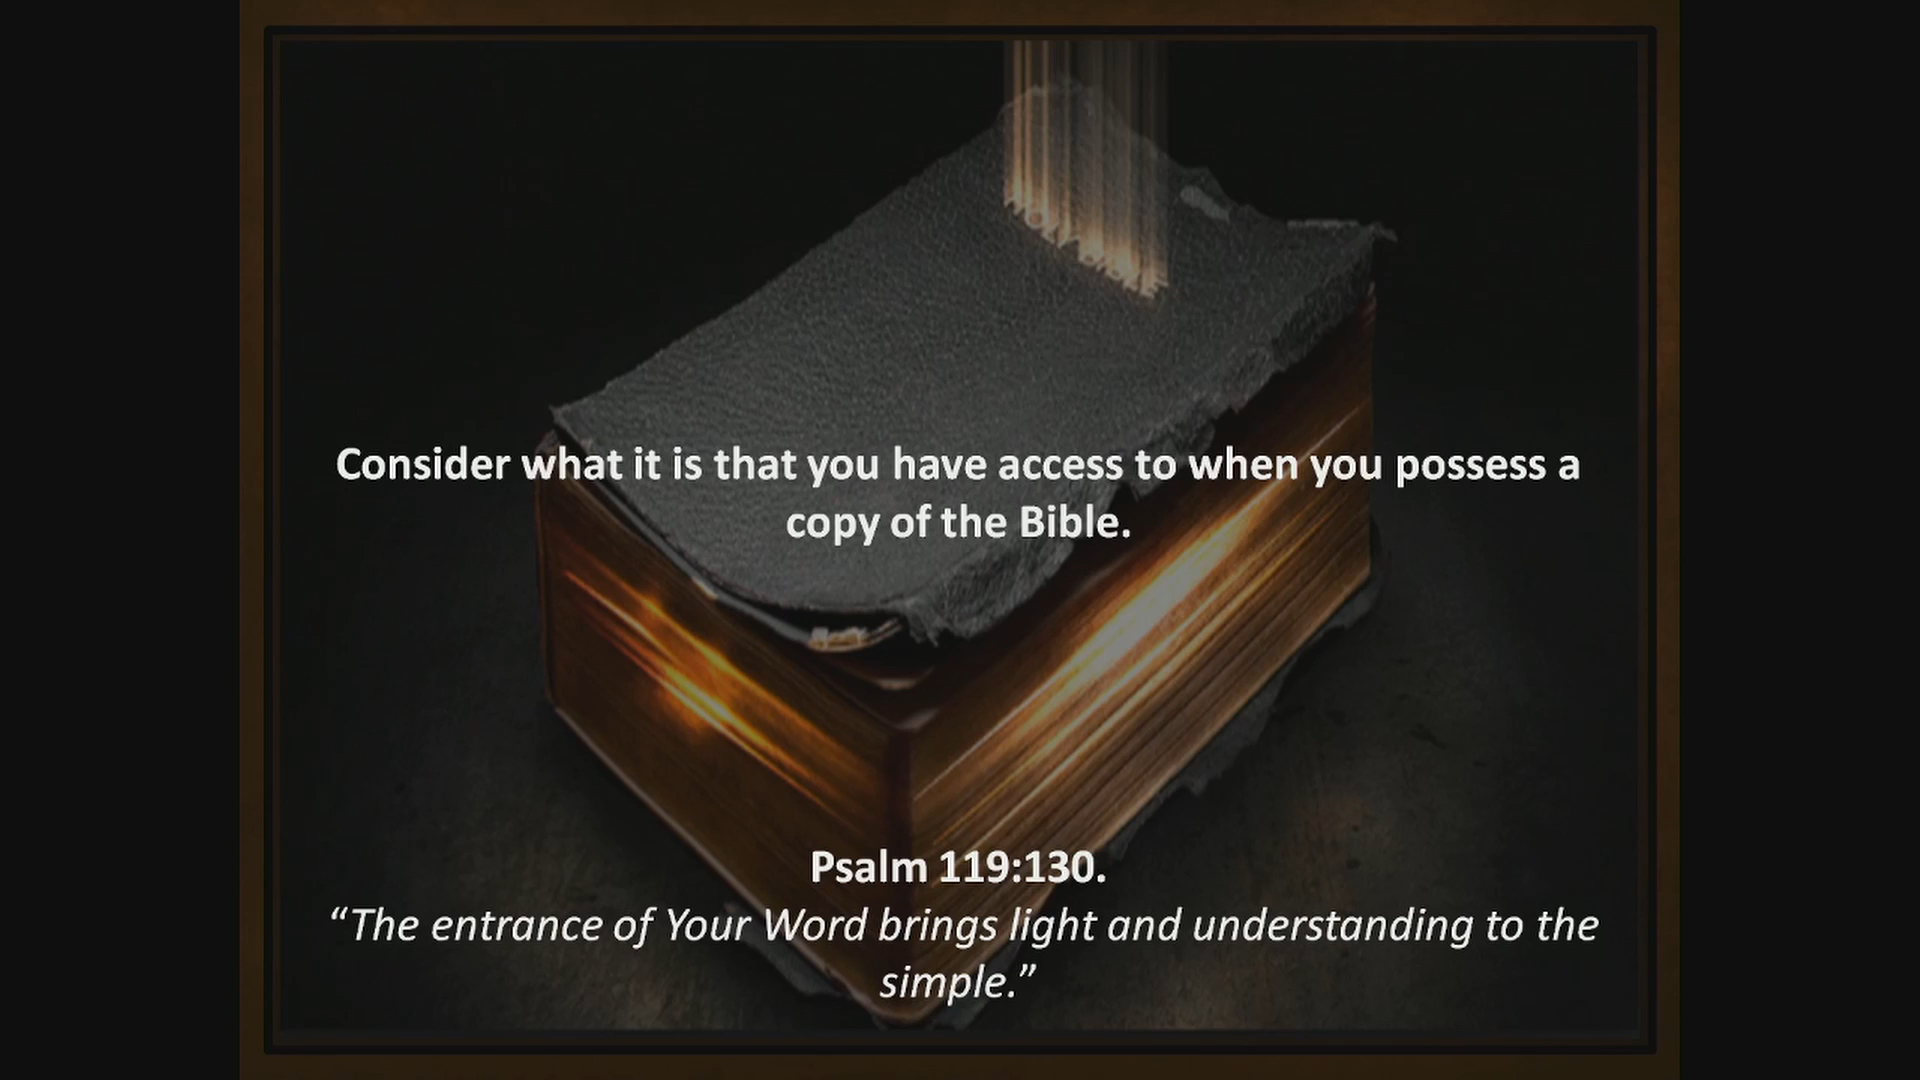 Consider what it is that you have access to when you possess a
copy of the Bible.
Psalm 119:130.
“The entrance of Your Word brings light and understanding to the
simple.”